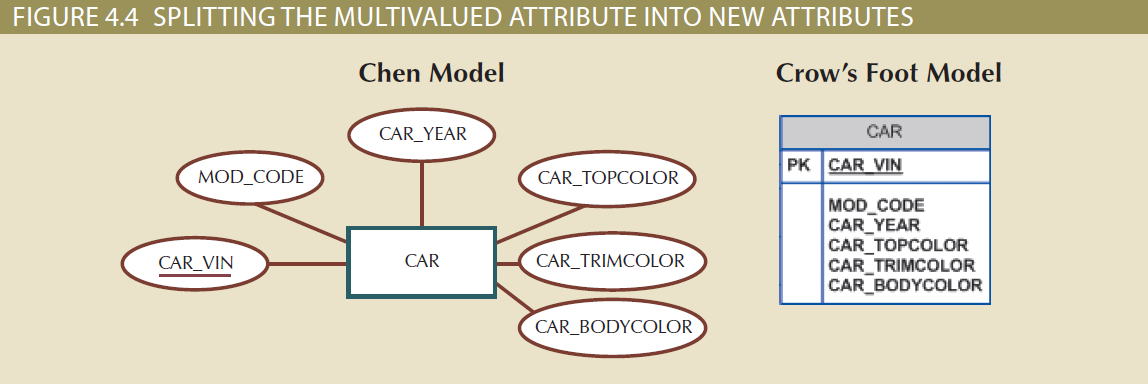 FIGURE 4.4 SPLITTING THE MULTIVALUED ATTRIBUTE INTO NEW ATTRIBUTES
Chen Model
CAR_YEAR
MOD_CODE
CAR_TOPCOLOR
CAR_VIN
CAR
CAR_TRIMCOLOR
CAR_BODYCOLOR
Crow's Foot Model
CAR
PK CAR_VIN
MOD_CODE
CAR_YEAR
CAR_TOPCOLOR
CAR_TRIMCOLOR
CAR_BODYCOLOR